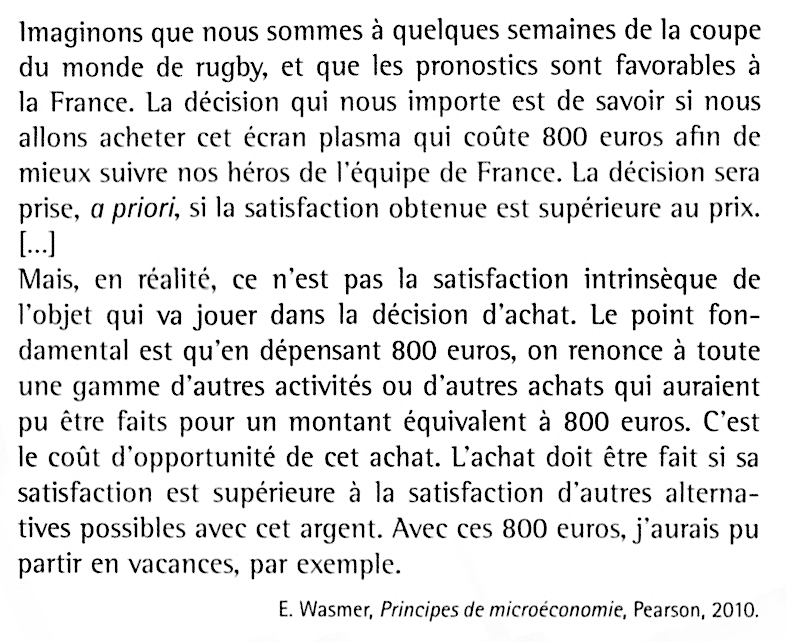 Imaginons que nous sommes à quelques semaines de la coupe
du monde de rugby, et que les pronostics sont favorables à
la France. La décision qui nous importe est de savoir si nous
allons acheter cet écran plasma qui coûte 800 euros afin de
mieux suivre nos héros de l'équipe de France. La décision sera
prise, a priori, si la satisfaction obtenue est supérieure au prix.
[...]
Mais, en réalité, ce n'est pas la satisfaction intrinsèque de
l'objet qui va jouer dans la décision d'achat. Le point fon-
damental est qu'en dépensant 800 euros, on renonce à toute
une gamme d'autres activités ou d'autres achats qui auraient
pu être faits pour un montant équivalent à 800 euros. C'est
le coût d'opportunité de cet achat. L'achat doit être fait si sa
satisfaction est supérieure à la satisfaction d'autres alterna-
tives possibles avec cet argent. Avec ces 800 euros, j'aurais pu
partir en vacances, par exemple.
E. Wasmer, Principes de microéconomie, Pearson, 2010.